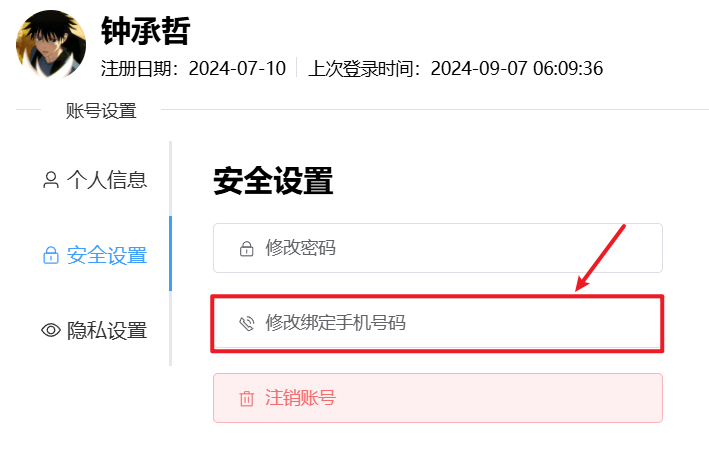 钟承哲
注册日期：2024-07-10 上次登录时间：2024-09-07 06:09:36
账号设置
个人信息
安全设置
隐私设置
安全设置
修改密码
修改绑定手机号码
注销账号